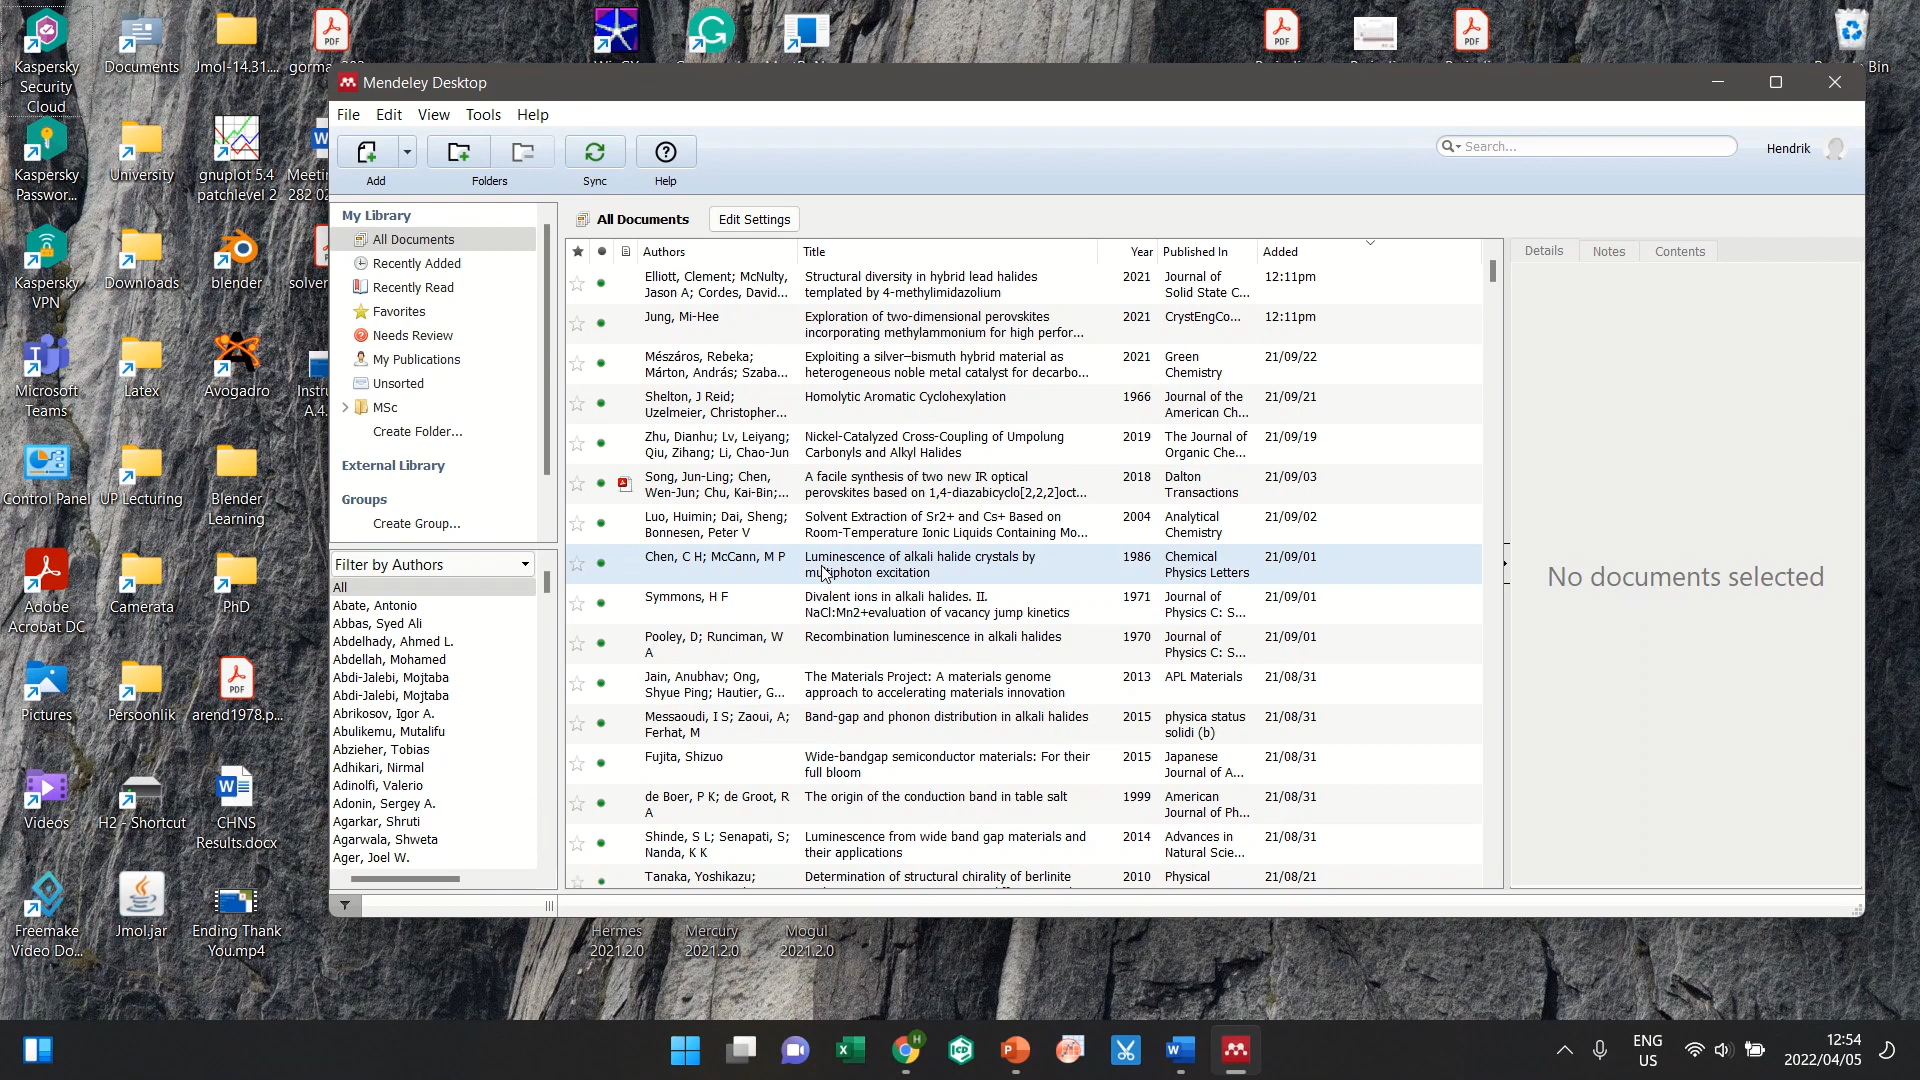 Kaspersky
Security
Cloud
Documents
Jmol-14.31....
Bin
Mendeley Desktop
File Edit View Tools Help
Search...
Hendrik
Add Folders Sync Help
Kaspersky
Passwor...
University
gnuplot 5.4
patchlevel 2
Kaspersky
VPN
Downloads
blender
Microsoft
Teams
Latex
Avogadro
Control Panel
UP Lecturing
Blender
Learning
Adobe
Acrobat DC
Camerata
PhD
Pictures
Persoonlik
arend1978.p...
Videos
H2 - Shortcut
CHNS
Results.docx
Freemake
Video Do...
Jmol.jar
Ending Thank
You.mp4
My Library
All Documents
Recently Added
Recently Read
Favorites
Needs Review
My Publications
Unsorted
MSc
Create Folder...
External Library
Groups
Create Group...
Filter by Authors
All
Abate, Antonio
Abbas, Syed Ali
Abdelhady, Ahmed L.
Abdellah, Mohamed
Abdi-Jalebi, Mojtaba
Abdi-Jalebi, Mojtaba
Abrikosov, Igor A.
Abulikemu, Mutalifu
Abzieher, Tobias
Adhikari, Nirmal
Adinolfi, Valerio
Adonin, Sergey A.
Agarkar, Shruti
Agarwala, Shweta
Ager, Joel W.
All Documents Edit Settings
Authors Title Year Published In Added
Elliott, Clement; McNulty, Structural diversity in hybrid lead halides 2021 Journal of 12:11pm
Jason A; Cordes, David... templated by 4-methylimidazolium Solid State C...
Jung, Mi-Hee Exploration of two-dimensional perovskites 2021 CrystEngCo... 12:11pm
incorporating methylammonium for high perfor...
Mészáros, Rebeka; Exploiting a silver–bismuth hybrid material as 2021 Green 21/09/22
Márton, András; Szaba... heterogeneous noble metal catalyst for decarbo... Chemistry
Shelton, J Reid; Homolytic Aromatic Cyclohexylation 1966 Journal of the 21/09/21
Uzelmeier, Christopher... American Ch...
Zhu, Dianhu; Lv, Leiyang; Nickel-Catalyzed Cross-Coupling of Umpolung 2019 The Journal of 21/09/19
Qiu, Zihang; Li, Chao-Jun Carbonyls and Alkyl Halides Organic Che...
Song, Jun-Ling; Chen, A facile synthesis of two new IR optical 2018 Dalton 21/09/03
Wen-Jun; Chu, Kai-Bin;... perovskites based on 1,4-diazabicyclo[2,2,2]oct... Transactions
Luo, Huimin; Dai, Sheng; Solvent Extraction of Sr2+ and Cs+ Based on 2004 Analytical 21/09/02
Bonnesen, Peter V Room-Temperature Ionic Liquids Containing Mo... Chemistry
Chen, C H; McCann, M P Luminescence of alkali halide crystals by 1986 Chemical 21/09/01
multiphoton excitation Physics Letters
Symmons, H F Divalent ions in alkali halides. II. 1971 Journal of 21/09/01
NaCl:Mn2+evaluation of vacancy jump kinetics Physics C: S...
Pooley, D; Runciman, W Recombination luminescence in alkali halides 1970 Journal of 21/09/01
A Physics C: S...
Jain, Anubhav; Ong, The Materials Project: A materials genome 2013 APL Materials 21/08/31
Shyue Ping; Hautier, G... approach to accelerating materials innovation
Messaoudi, I S; Zaoui, A; Band-gap and phonon distribution in alkali halides 2015 physica status 21/08/31
Ferhat, M solidi (b)
Fujita, Shizuo Wide-bandgap semiconductor materials: For their 2015 Japanese 21/08/31
full bloom Journal of A...
de Boer, P K; de Groot, R The origin of the conduction band in table salt 1999 American 21/08/31
A Journal of Ph...
Shinde, S L; Senapati, S; Luminescence from wide band gap materials and 2014 Advances in 21/08/31
Nanda, K K their applications Natural Scie...
Tanaka, Yoshikazu; Determination of structural chirality of berlinite 2010 Physical 21/08/21
Details Notes Contents
No documents selected
Hermes
2021.2.0
Mercury
2021.2.0
Mogul
2021.2.0
ENG
US
12:54
2022/04/05